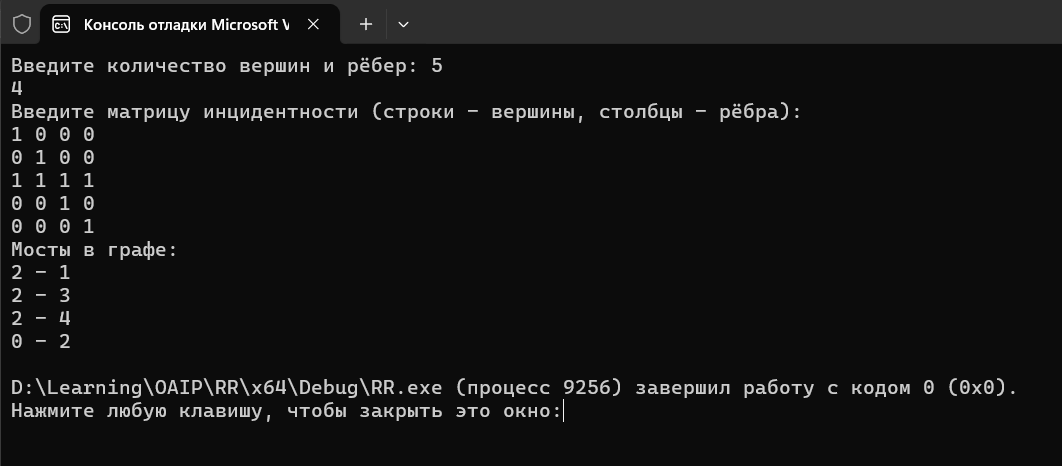 Консоль отладки Microsoft V
Введите количество вершин и рёбер: 5
4
Введите матрицу инцидентности (строки - вершины, столбцы - рёбра):
1 0 0 0
0 1 0 0
1 1 1 1
0 0 1 0
0 0 0 1
Мосты в графе:
2 - 1
2 - 3
2 - 4
0 - 2
D:\Learning\OAIP\RR\x64\Debug\RR.exe (процесс 9256) завершил работу с кодом 0 (0x0).
Нажмите любую клавишу, чтобы закрыть это окно: